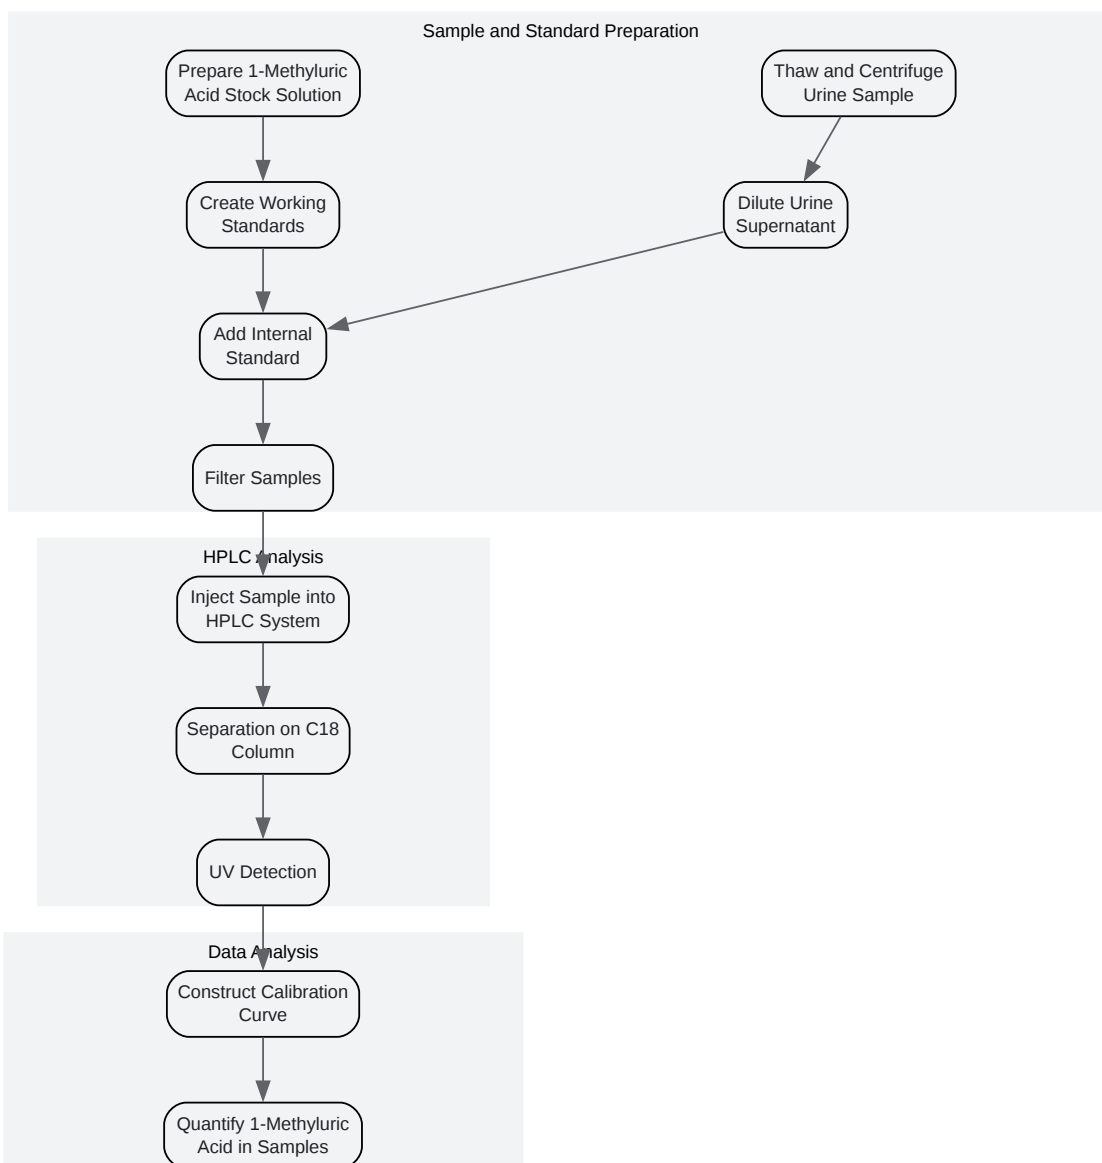 Sample and Standard Preparation
Prepare 1-Methyluric
Acid Stock Solution
Thaw and Centrifuge
Urine Sample
Create Working
Standards
Dilute Urine
Supernatant
Add Internal
Standard
Filter Samples
HPLC Analysis
Inject Sample into
HPLC System
Separation on C18
Column
UV Detection
Data Analysis
Construct Calibration
Curve
Quantify 1-Methyluric
Acid in Samples